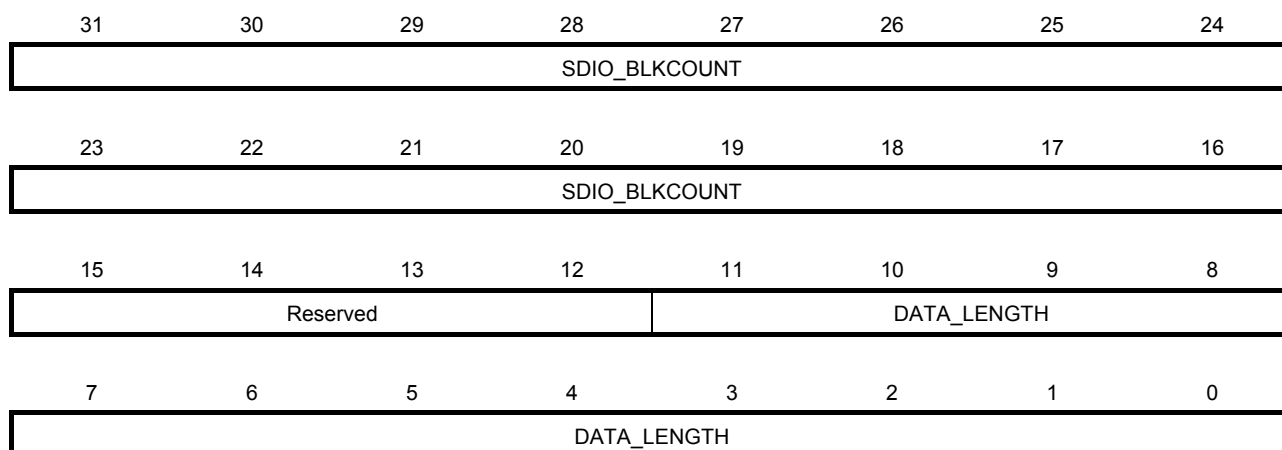 31 30 29 28 27 26 25 24
SDIO_BLKCOUNT
23 22 21 20 19 18 17 16
SDIO_BLKCOUNT
15 14 13 12 11 10 9 8
Reserved DATA_LENGTH
7 6 5 4 3 2 1 0
DATA_LENGTH